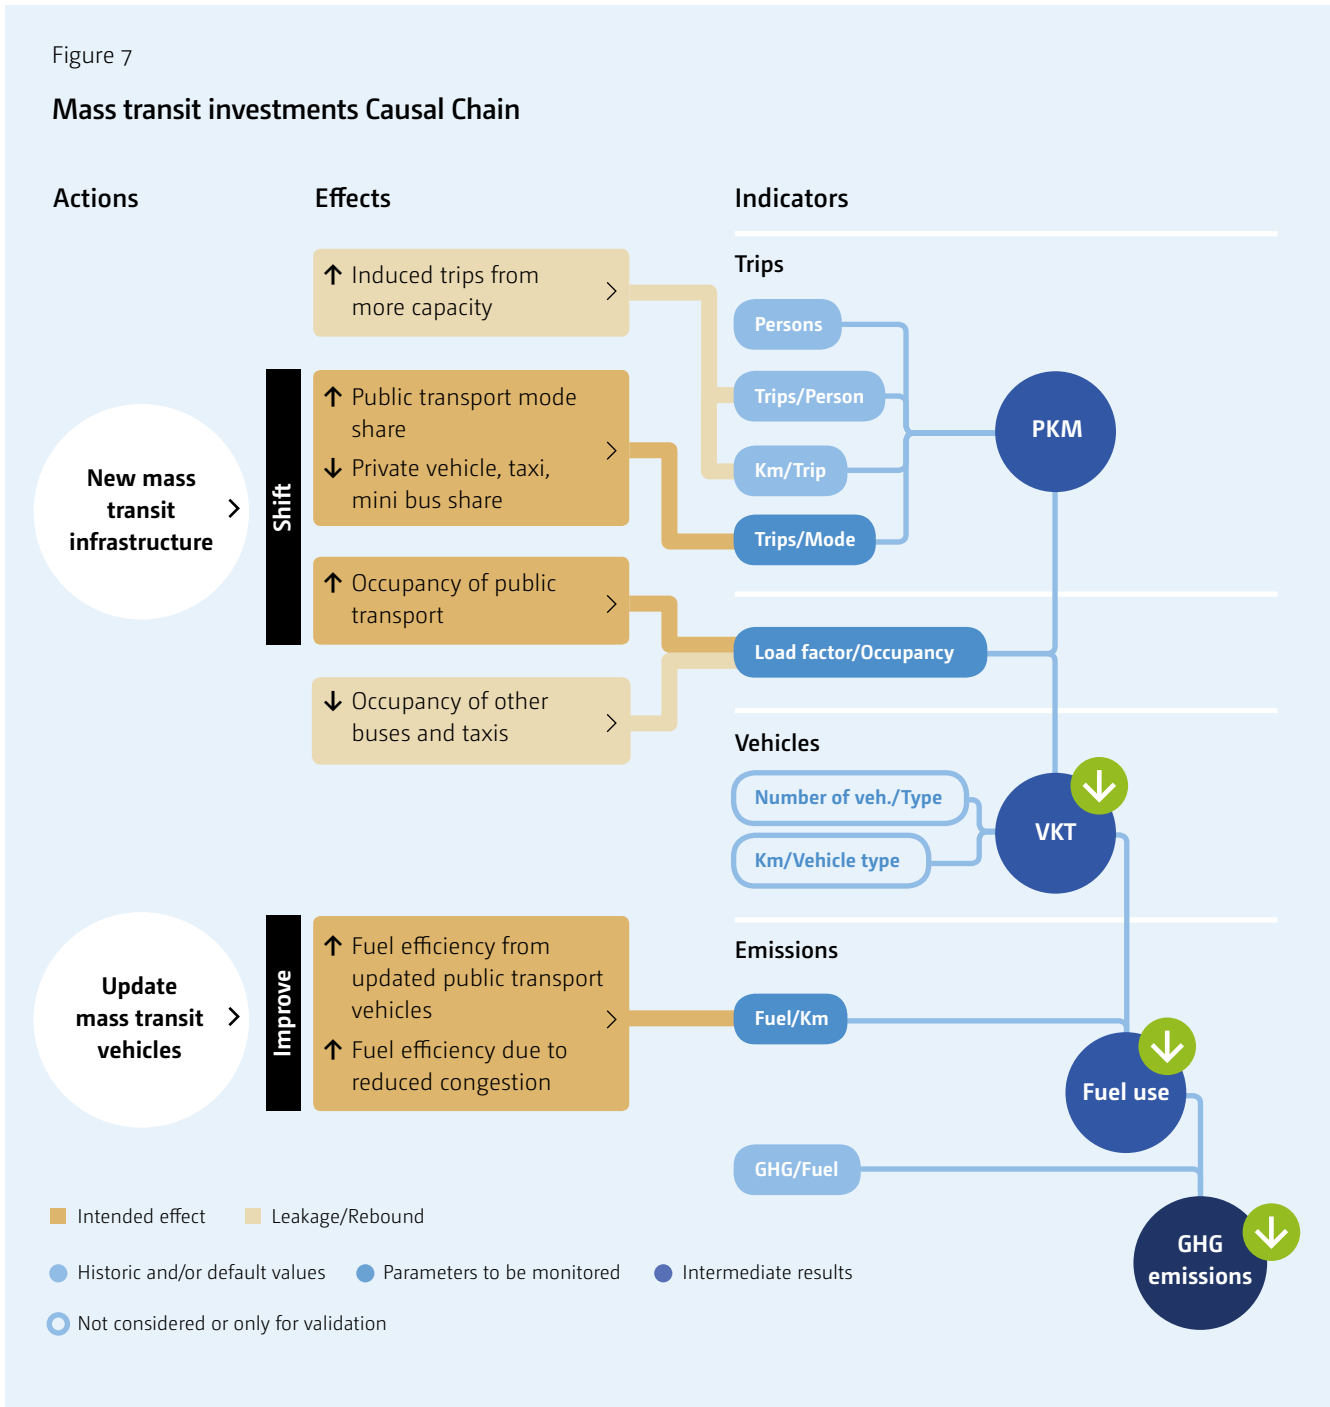 Figure 7
Mass transit investments Causal Chain
Actions
Effects
Indicators
New mass
transit
infrastructure
Shift
↑ Induced trips from
more capacity
↑ Public transport mode
share
↓ Private vehicle, taxi,
mini bus share
↑ Occupancy of public
transport
↓ Occupancy of other
buses and taxis
Trips
Persons
Trips/Person
Km/Trip
Trips/Mode
PKM
Load factor/Occupancy
Vehicles
Number of veh./Type
Km/Vehicle type
VKT
Update
mass transit
vehicles
Improve
↑ Fuel efficiency from
updated public transport
vehicles
↑ Fuel efficiency due to
reduced congestion
Emissions
Fuel/Km
Fuel use
GHG/Fuel
GHG
emissions
Intended effect
Leakage/Rebound
Historic and/or default values
Parameters to be monitored
Intermediate results
Not considered or only for validation